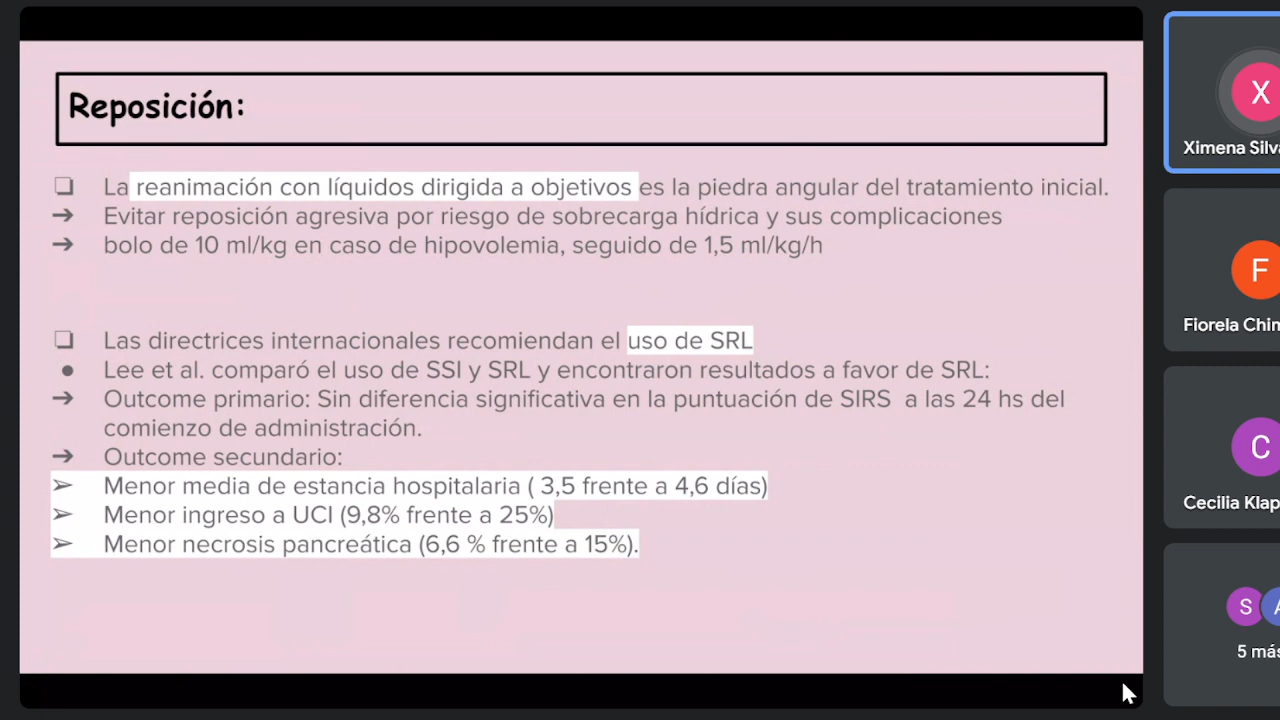 Reposición:
❏ La reanimación con líquidos dirigida a objetivos es la piedra angular del tratamiento inicial.
➔ Evitar reposición agresiva por riesgo de sobrecarga hídrica y sus complicaciones
➔ bolo de 10 ml/kg en caso de hipovolemia, seguido de 1,5 ml/kg/h
❏ Las directrices internacionales recomiendan el uso de SRL
● Lee et al. comparó el uso de SSI y SRL y encontraron resultados a favor de SRL:
➔ Outcome primario: Sin diferencia significativa en la puntuación de SIRS a las 24 hs del
comienzo de administración.
➔ Outcome secundario:
➢ Menor media de estancia hospitalaria ( 3,5 frente a 4,6 días)
➢ Menor ingreso a UCI (9,8% frente a 25%)
➢ Menor necrosis pancreática (6,6 % frente a 15%).
X
Ximena Silva
F
Fiorela Chin
C
Cecilia Klap
S A
5 más